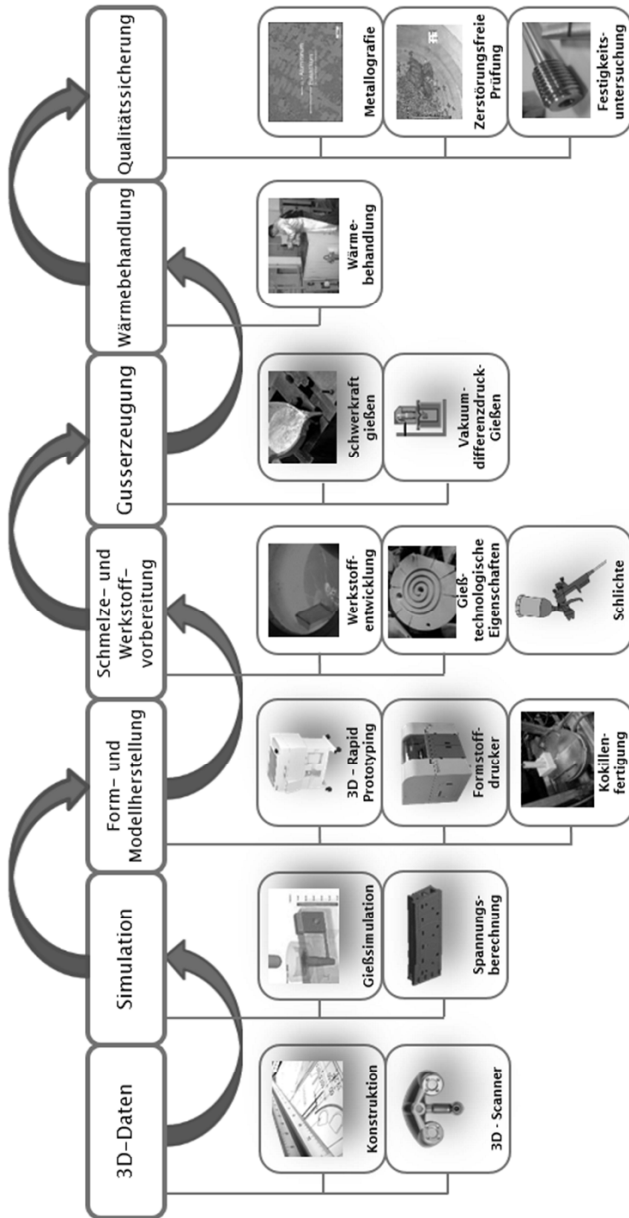 3D-Daten
Simulation
Form- und
Modellherstellung
Schmelze- und
Werkstoff-
vorbereitung
Gusserzeugung
Wärmebehandlung
Qualitätssicherung
Konstruktion
3D - Scanner
Gießsimulation
Spannungs-
berechnung
3D - Rapid
Prototyping
Formstoff-
drucker
Kokillen-
fertigung
Werkstoff-
entwicklung
Gieß-
technologische
Eigenschaften
Schlichte
Schwerkraft
gießen
Vakuum-
differenzdruck-
Gießen
Wärme-
behandlung
Metallografie
Zerstörungsfreie
Prüfung
Festigkeits-
untersuchung